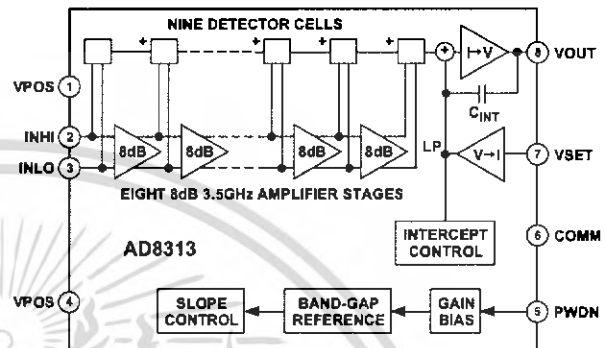 NINE DETECTOR CELLS
+ + + + +
I→V
8 VOUT
VPOS 1
CINT
INHI 2
8dB 8dB 8dB 8dB
LP
V→I
7 VSET
INLO 3
EIGHT 8dB 3.5GHz AMPLIFIER STAGES
INTERCEPT
CONTROL
6 COMM
AD8313
VPOS 4
SLOPE
CONTROL
BAND-GAP
REFERENCE
GAIN
BIAS
5 PWDN